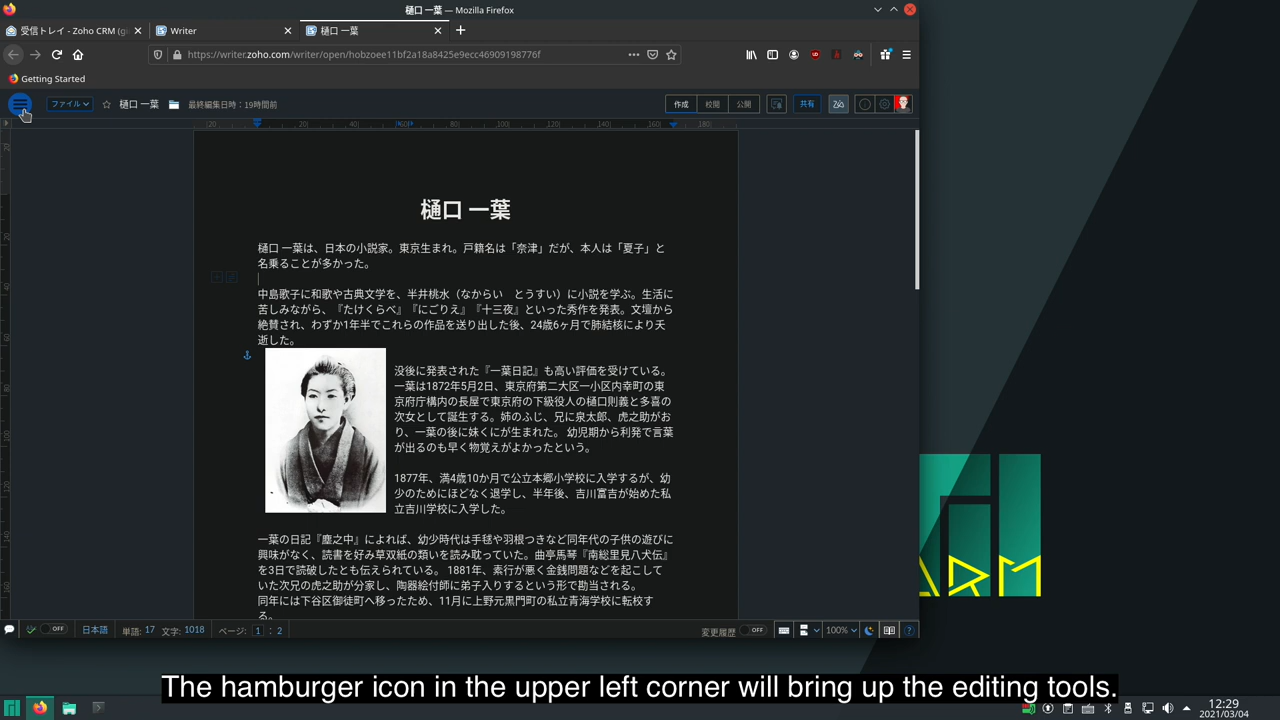 樋口 一葉 — Mozilla Firefox
受信トレイ - Zoho CRM (g
Writer
樋口 一葉
https://writer.zoho.com/writer/open/hobzoee11bf2a18a8425e9ecc46909198776f
Getting Started
ファイル
樋口 一葉
最終編集日時：19時間前
作成
校閲
公開
共有
樋口 一葉
樋口 一葉は、日本の小説家。東京生まれ。戸籍名は「奈津」だが、本人は「夏子」と
名乗ることが多かった。
中島歌子に和歌や古典文学を、半井桃水（なからい　とうすい）に小説を学ぶ。生活に
苦しみながら、『たけくらべ』『にごりえ』『十三夜』といった秀作を発表。文壇から
絶賛され、わずか1年半でこれらの作品を送り出した後、24歳6ヶ月で肺結核により夭
逝した。
没後に発表された『一葉日記』も高い評価を受けている。
一葉は1872年5月2日、東京府第二大区一小区内幸町の東
京府庁構内の長屋で東京府の下級役人の樋口則義と多喜の
次女として誕生する。姉のふじ、兄に泉太郎、虎之助がお
り、一葉の後に妹くにが生まれた。 幼児期から利発で言葉
が出るのも早く物覚えがよかったという。
1877年、満4歳10か月で公立本郷小学校に入学するが、幼
少のためにほどなく退学し、半年後、吉川富吉が始めた私
立吉川学校に入学した。
一葉の日記『塵之中』によれば、幼少時代は手毬や羽根つきなど同年代の子供の遊びに
興味がなく、読書を好み草双紙の類いを読み耽っていた。曲亭馬琴『南総里見八犬伝』
を3日で読破したとも伝えられている。 1881年、素行が悪く金銭問題などを起こして
いた次兄の虎之助が分家し、陶器絵付師に弟子入りするという形で勘当される。
同年には下谷区御徒町へ移ったため、11月に上野元黒門町の私立青海学校に転校す
る。
OFF
日本語
単語: 17
文字: 1018
ページ: 1 : 2
変更履歴
OFF
100%
ARM
The hamburger icon in the upper left corner will bring up the editing tools.
12:29
2021/03/04